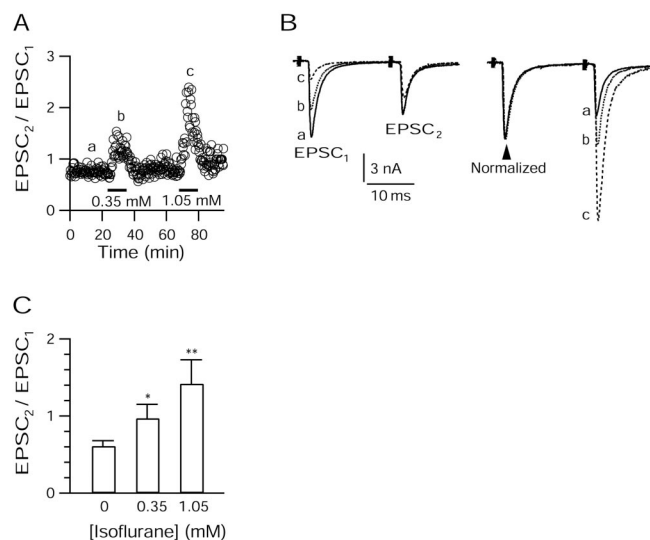 A
EPSC2 / EPSC1
3
2
1
0
a
b
c
0.35 mM
1.05 mM
0 20 40 60 80
Time (min)
B
c
b
a
EPSC1
EPSC2
3 nA
10 ms
Normalized
a
b
c
C
EPSC2 / EPSC1
2
1
0
*
**
0 0.35 1.05
[Isoflurane] (mM)